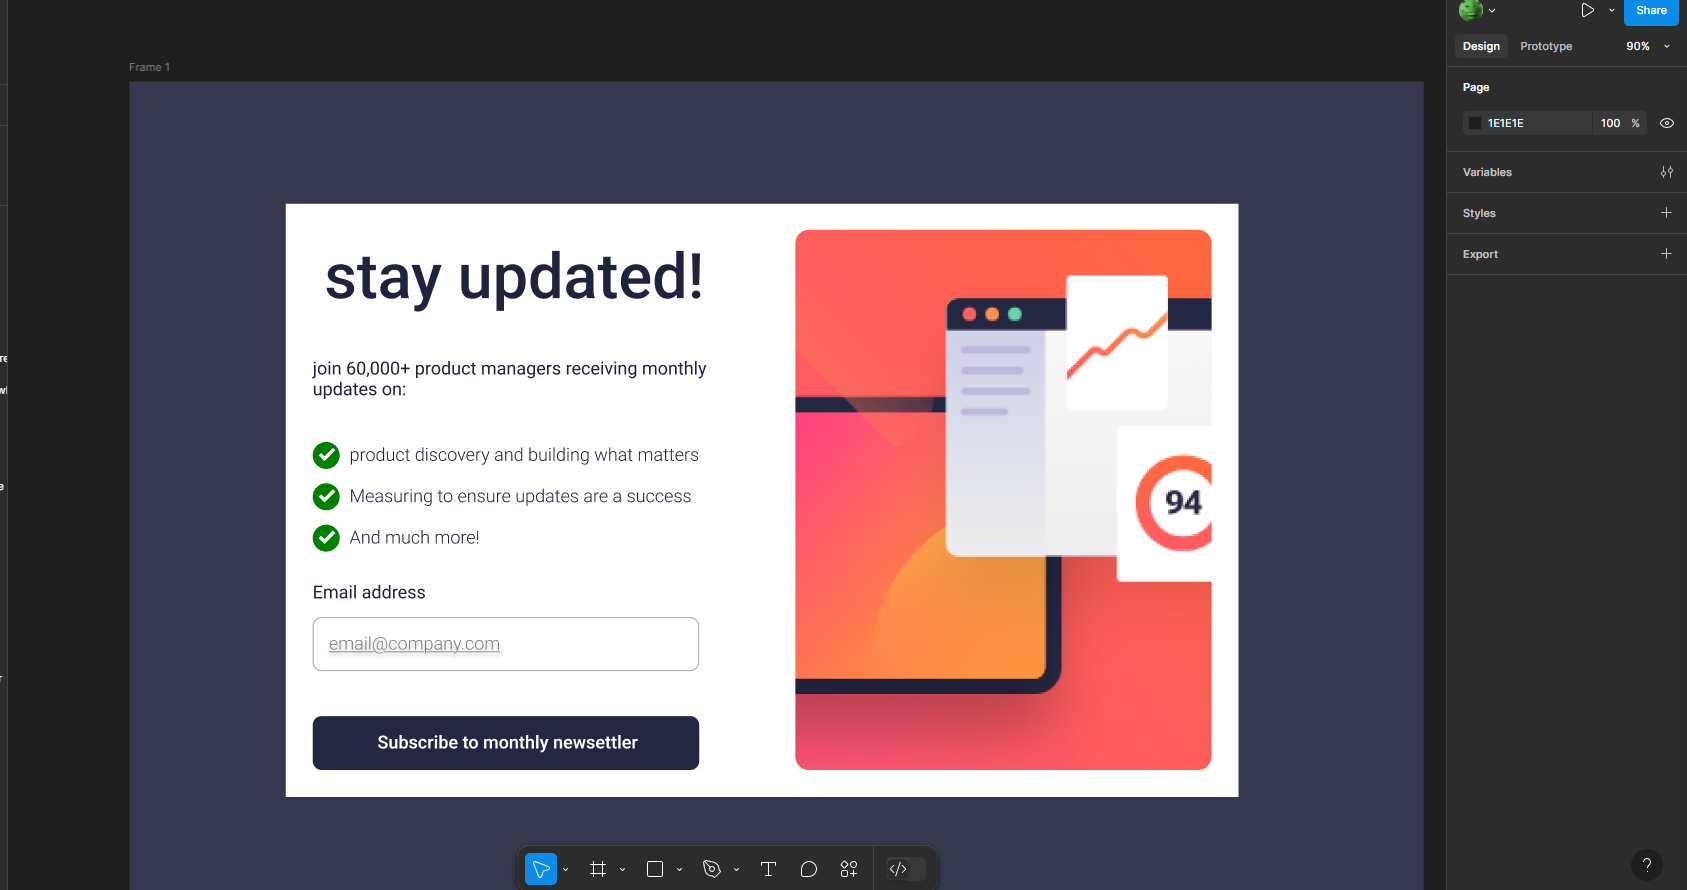 Share
Design Prototype 90%
Frame 1
Page
1E1E1E 100 %
Variables
Styles
Export
stay updated!
join 60,000+ product managers receiving monthly
updates on:
product discovery and building what matters
Measuring to ensure updates are a success
And much more!
Email address
email@company.com
Subscribe to monthly newsettler
94
?